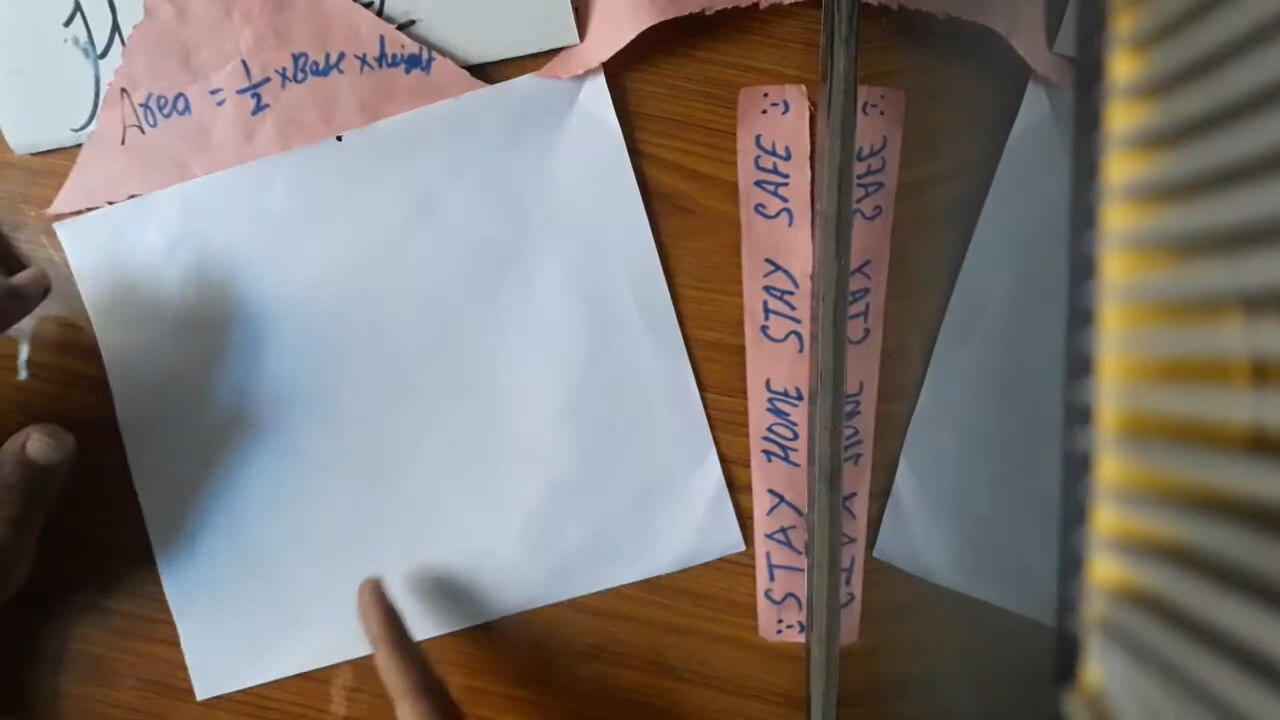 Area = 1/2 × Base × height
STAY HOME STAY SAFE